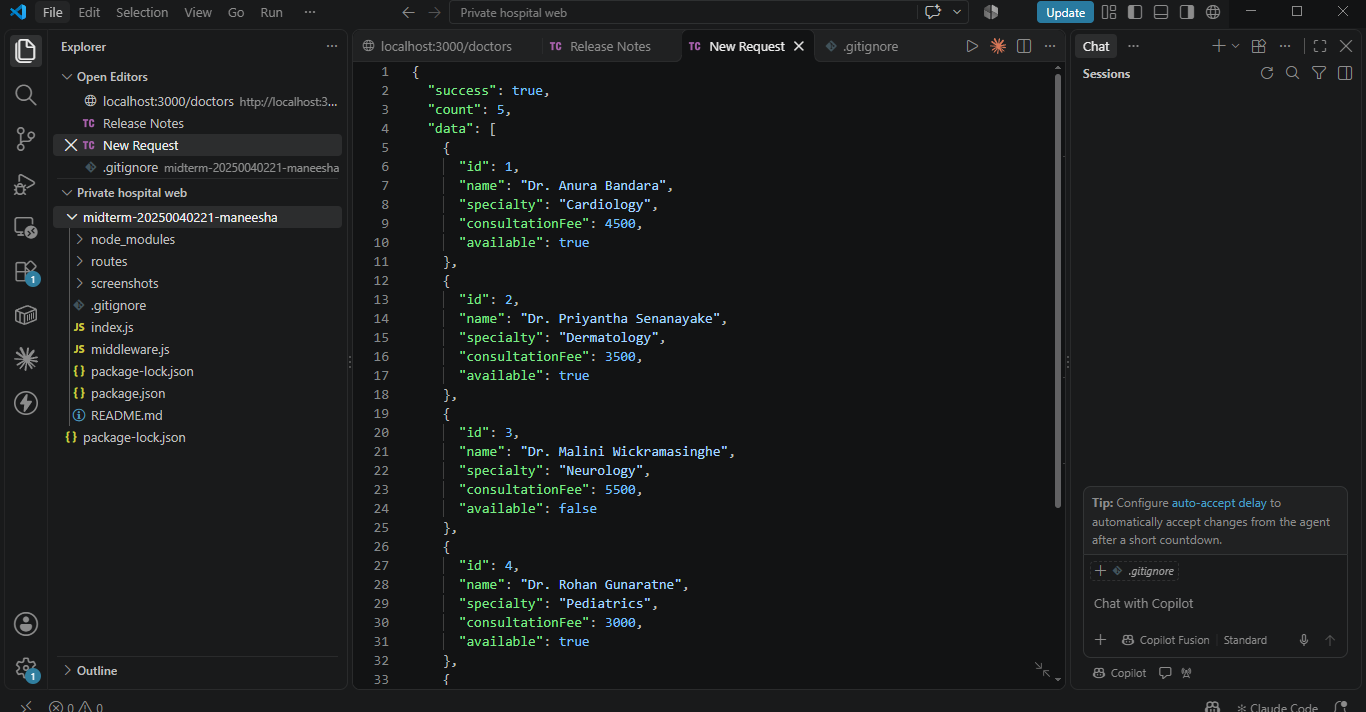 File Edit Selection View Go Run ··· Private hospital web Update
Explorer ···
Open Editors
localhost:3000/doctors http://localhost:3...
TC Release Notes
TC New Request
.gitignore midterm-20250040221-maneesha
Private hospital web
midterm-20250040221-maneesha
node_modules
routes
screenshots
.gitignore
JS index.js
JS middleware.js
{} package-lock.json
{} package.json
README.md
{} package-lock.json
Outline
1
1
localhost:3000/doctors TC Release Notes TC New Request .gitignore
1 {
2 "success": true,
3 "count": 5,
4 "data": [
5 {
6 "id": 1,
7 "name": "Dr. Anura Bandara",
8 "specialty": "Cardiology",
9 "consultationFee": 4500,
10 "available": true
11 },
12 {
13 "id": 2,
14 "name": "Dr. Priyantha Senanayake",
15 "specialty": "Dermatology",
16 "consultationFee": 3500,
17 "available": true
18 },
19 {
20 "id": 3,
21 "name": "Dr. Malini Wickramasinghe",
22 "specialty": "Neurology",
23 "consultationFee": 5500,
24 "available": false
25 },
26 {
27 "id": 4,
28 "name": "Dr. Rohan Gunaratne",
29 "specialty": "Pediatrics",
30 "consultationFee": 3000,
31 "available": true
32 },
33 {
Chat ···
Sessions
Tip: Configure auto-accept delay to
automatically accept changes from the agent
after a short countdown.
.gitignore
Chat with Copilot
Copilot Fusion Standard
Copilot
0 0 Claude Code